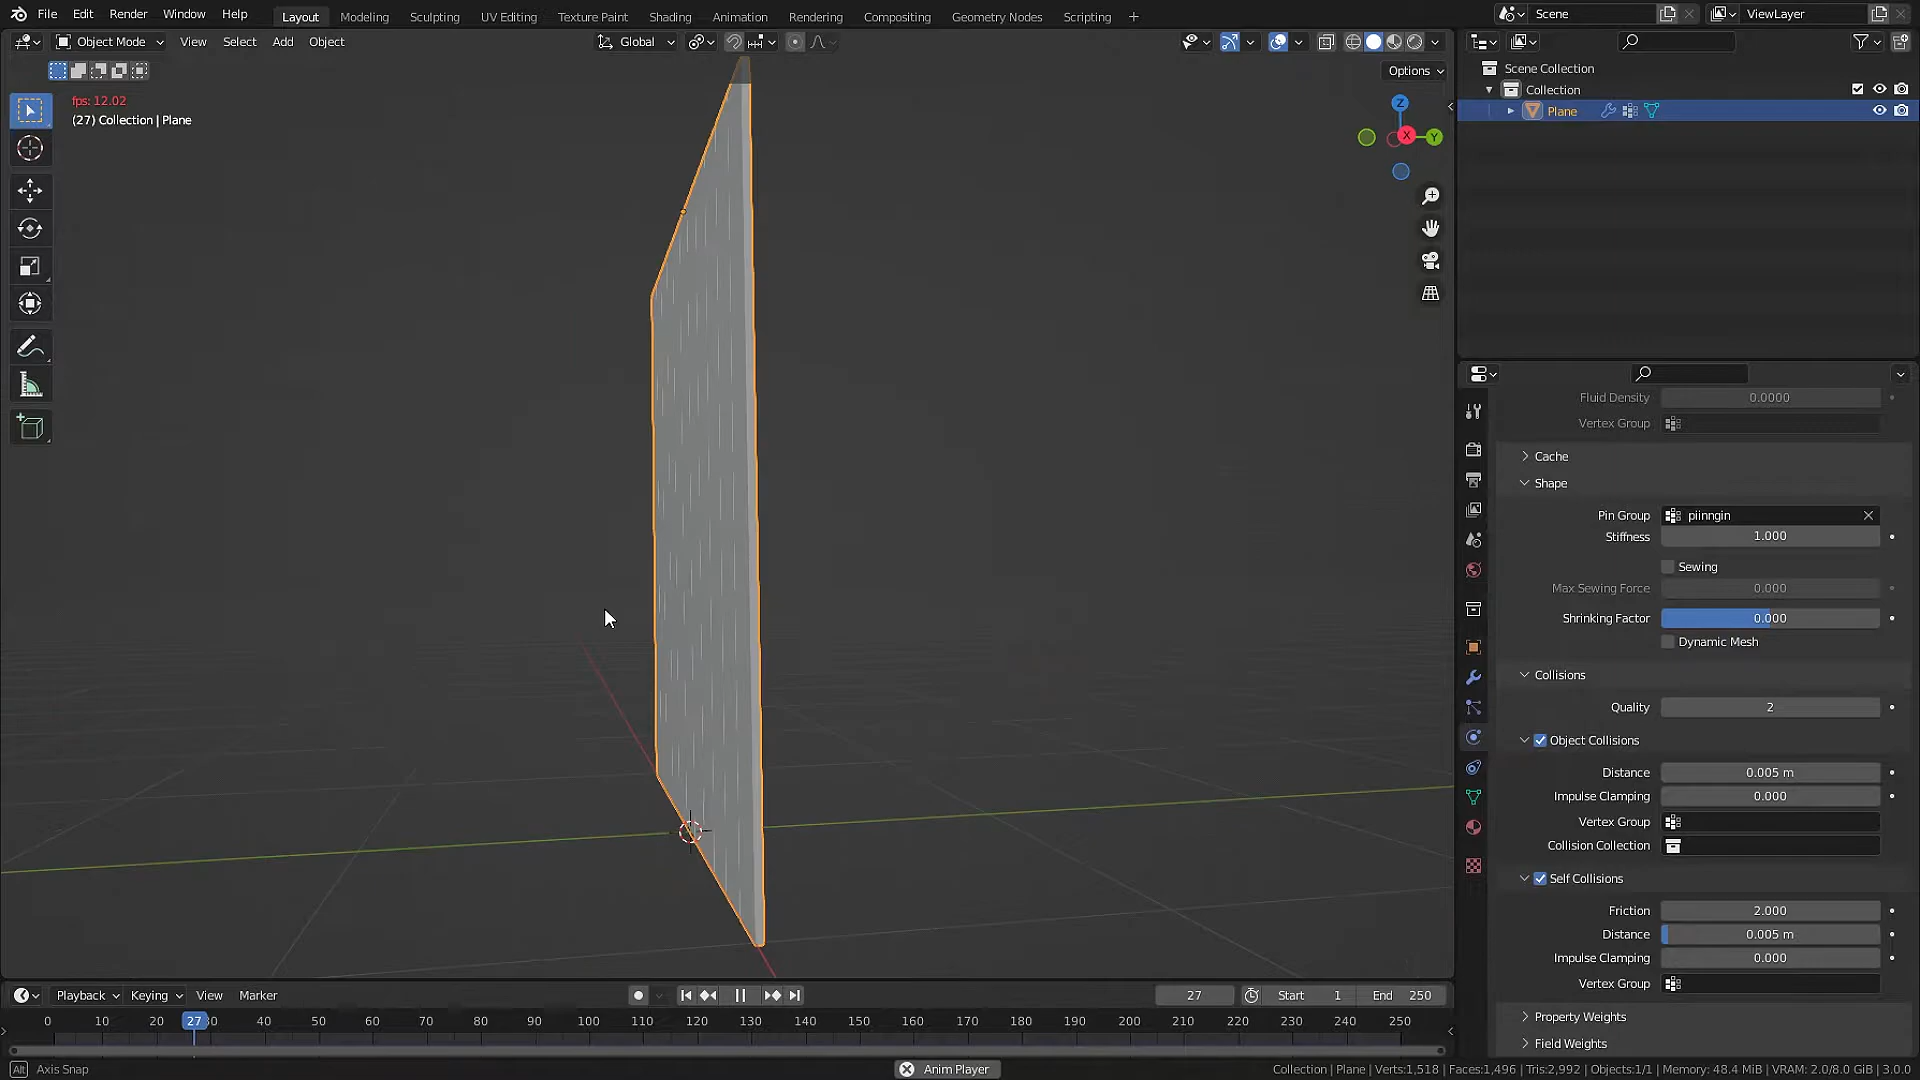 File Edit Render Window Help
Layout Modeling Sculpting UV Editing Texture Paint Shading Animation Rendering Compositing Geometry Nodes Scripting +
Scene ViewLayer
Object Mode View Select Add Object
Global
Options
fps: 12.02
(27) Collection | Plane
Z
X
Y
Scene Collection
Collection
Plane
Fluid Density 0.0000
Vertex Group
Cache
Shape
Pin Group piinngin
Stiffness 1.000
Sewing
Max Sewing Force 0.000
Shrinking Factor 0.000
Dynamic Mesh
Collisions
Quality 2
Object Collisions
Distance 0.005 m
Impulse Clamping 0.000
Vertex Group
Collision Collection
Self Collisions
Friction 2.000
Distance 0.005 m
Impulse Clamping 0.000
Vertex Group
Property Weights
Field Weights
Playback Keying View Marker
27 Start 1 End 250
0 10 20 27 30 40 50 60 70 80 90 100 110 120 130 140 150 160 170 180 190 200 210 220 230 240 250
Alt Axis Snap
Anim Player
Collection | Plane | Verts:1,518 | Faces:1,496 | Tris:2,992 | Objects:1/1 | Memory: 48.4 MiB | VRAM: 2.0/8.0 GiB | 3.0.0